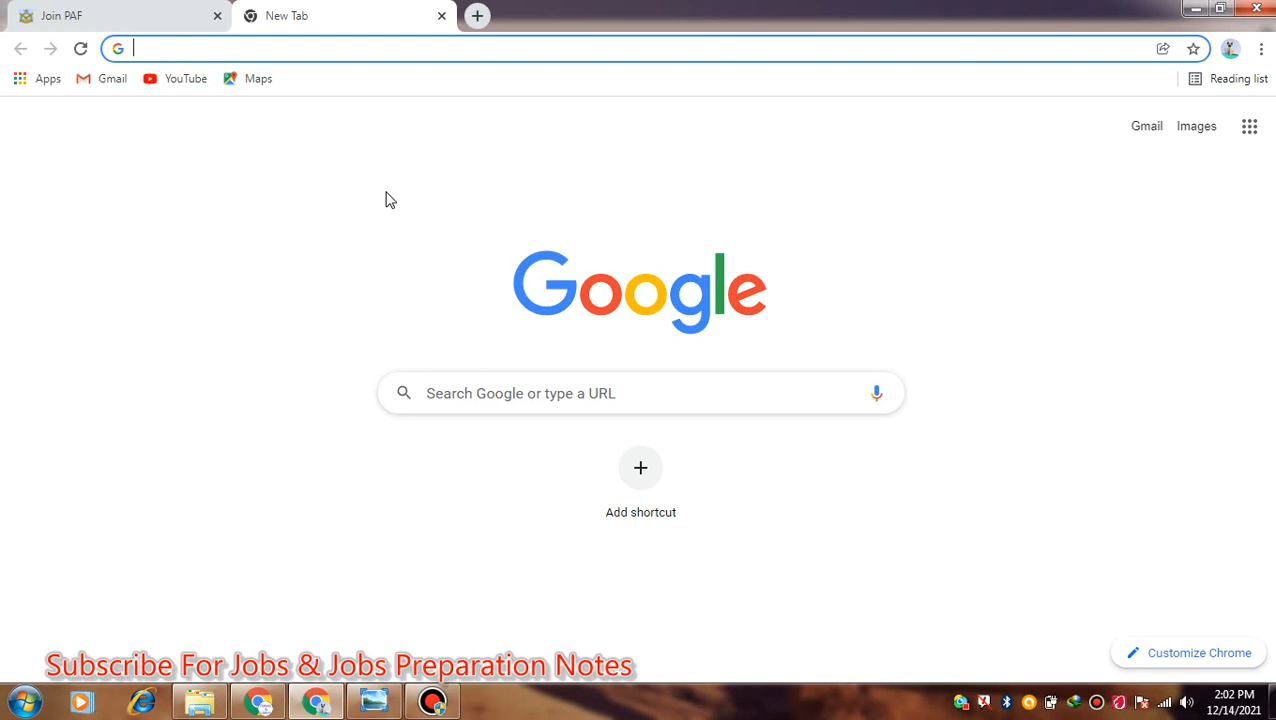 Join PAF
New Tab
Apps
Gmail
YouTube
Maps
Reading list
Gmail
Images
Google
Search Google or type a URL
Add shortcut
Customize Chrome
Subscribe For Jobs & Jobs Preparation Notes
2:02 PM
12/14/2021